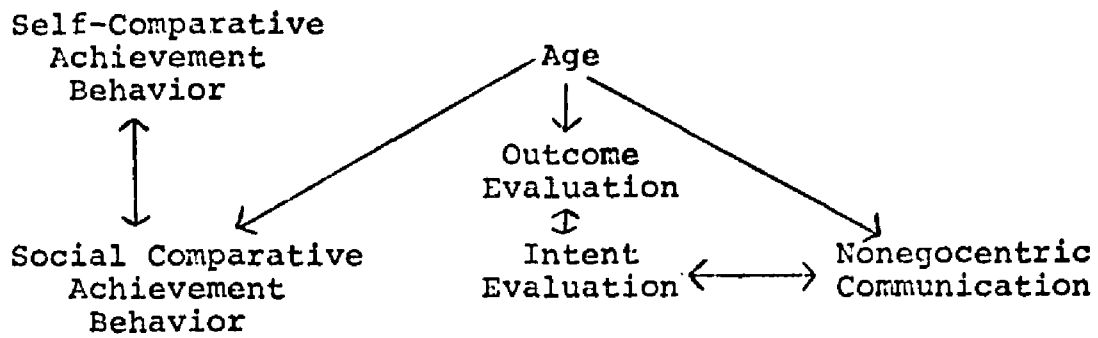 Self-Comparative
Achievement
Behavior
Age
Outcome
Evaluation
Social Comparative
Achievement
Behavior
Intent
Evaluation
Nonegocentric
Communication